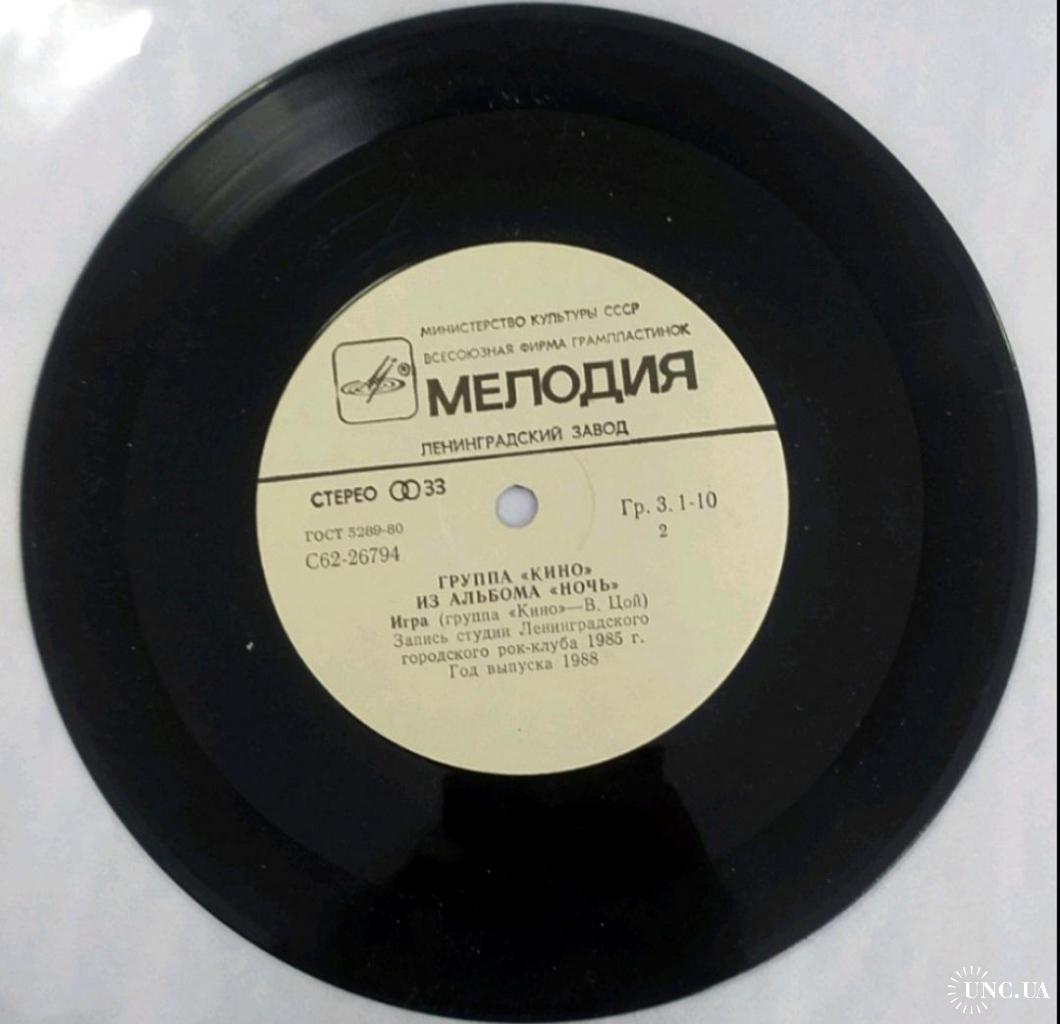 МИНИСТЕРСТВО КУЛЬТУРЫ СССР
ВСЕСОЮЗНАЯ ФИРМА ГРАМПЛАСТИНОК
®
МЕЛОДИЯ
ЛЕНИНГРАДСКИЙ ЗАВОД
СТЕРЕО 33
Гр. 3. 1-10
ГОСТ 5289-80
2
С62-26794
ГРУППА «КИНО»
ИЗ АЛЬБОМА «НОЧЬ»
Игра (группа «Кино»—В. Цой)
Запись студии Ленинградского
городского рок-клуба 1985 г.
Год выпуска 1988
UNC.UA